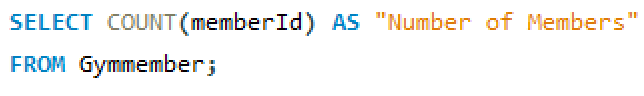 SELECT COUNT(memberId) AS "Number of Members"
FROM Gymmember;